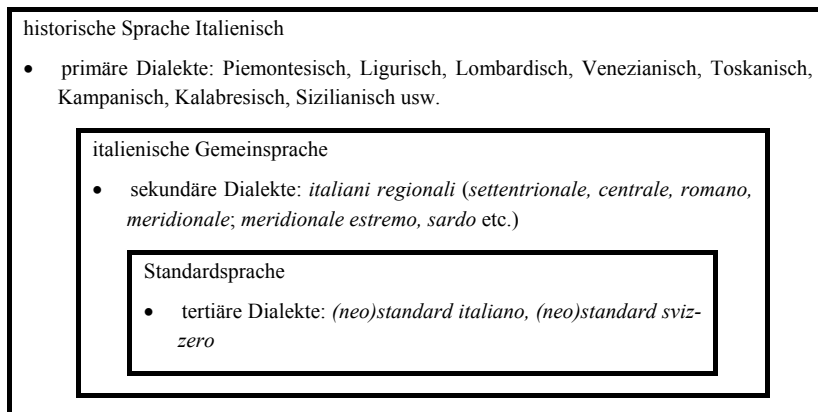 historische Sprache Italienisch
• primäre Dialekte: Piemontesisch, Ligurisch, Lombardisch, Venezianisch, Toskanisch,
Kampanisch, Kalabresisch, Sizilianisch usw.
italienische Gemeinsprache
• sekundäre Dialekte: italiani regionali (settentrionale, centrale, romano,
meridionale; meridionale estremo, sardo etc.)
Standardsprache
• tertiäre Dialekte: (neo)standard italiano, (neo)standard sviz-
zero